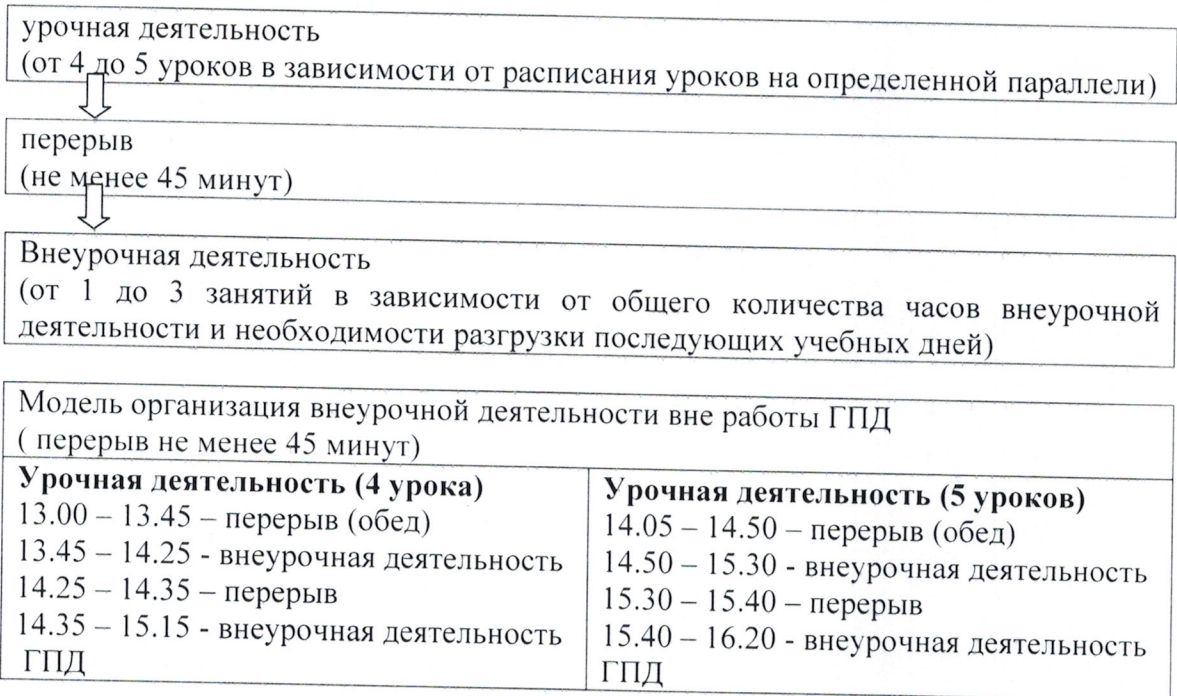 урочная деятельность
(от 4 до 5 уроков в зависимости от расписания уроков на определенной параллели)
перерыв
(не менее 45 минут)
Внеурочная деятельность
(от 1 до 3 занятий в зависимости от общего количества часов внеурочной
деятельности и необходимости разгрузки последующих учебных дней)
Модель организация внеурочной деятельности вне работы ГПД
( перерыв не менее 45 минут)
Урочная деятельность (4 урока)
13.00 – 13.45 – перерыв (обед)
13.45 – 14.25 - внеурочная деятельность
14.25 – 14.35 – перерыв
14.35 – 15.15 - внеурочная деятельность
ГПД
Урочная деятельность (5 уроков)
14.05 – 14.50 – перерыв (обед)
14.50 – 15.30 - внеурочная деятельность
15.30 – 15.40 – перерыв
15.40 – 16.20 - внеурочная деятельность
ГПД